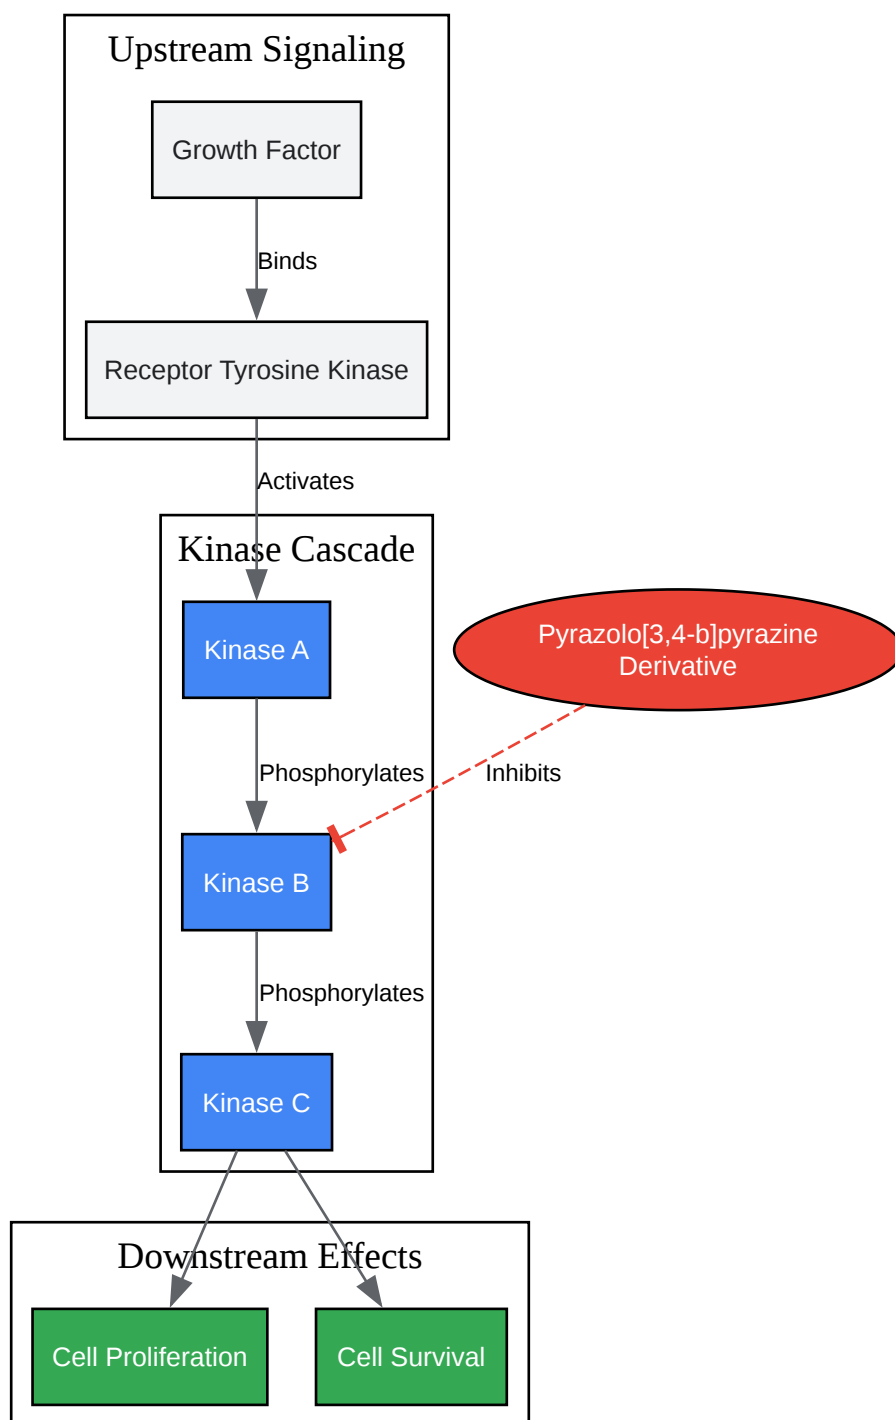 Upstream Signaling
Growth Factor
Binds
Receptor Tyrosine Kinase
Activates
Kinase Cascade
Kinase A
Pyrazolo[3,4-b]pyrazine
Derivative
Phosphorylates
Inhibits
Kinase B
Phosphorylates
Kinase C
Downstream Effects
Cell Proliferation
Cell Survival